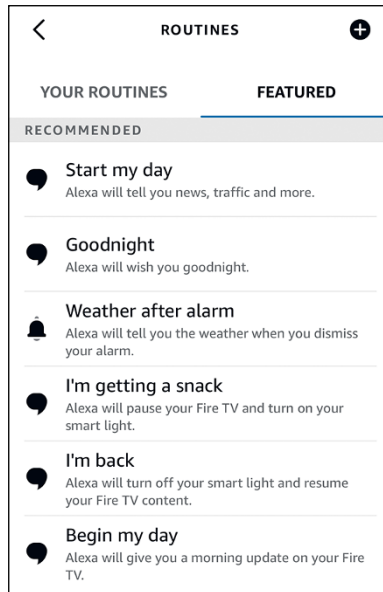 ROUTINES
YOUR ROUTINES
FEATURED
RECOMMENDED
Start my day
Alexa will tell you news, traffic and more.
Goodnight
Alexa will wish you goodnight.
Weather after alarm
Alexa will tell you the weather when you dismiss
your alarm.
I'm getting a snack
Alexa will pause your Fire TV and turn on your
smart light.
I'm back
Alexa will turn off your smart light and resume
your Fire TV content.
Begin my day
Alexa will give you a morning update on your Fire
TV.